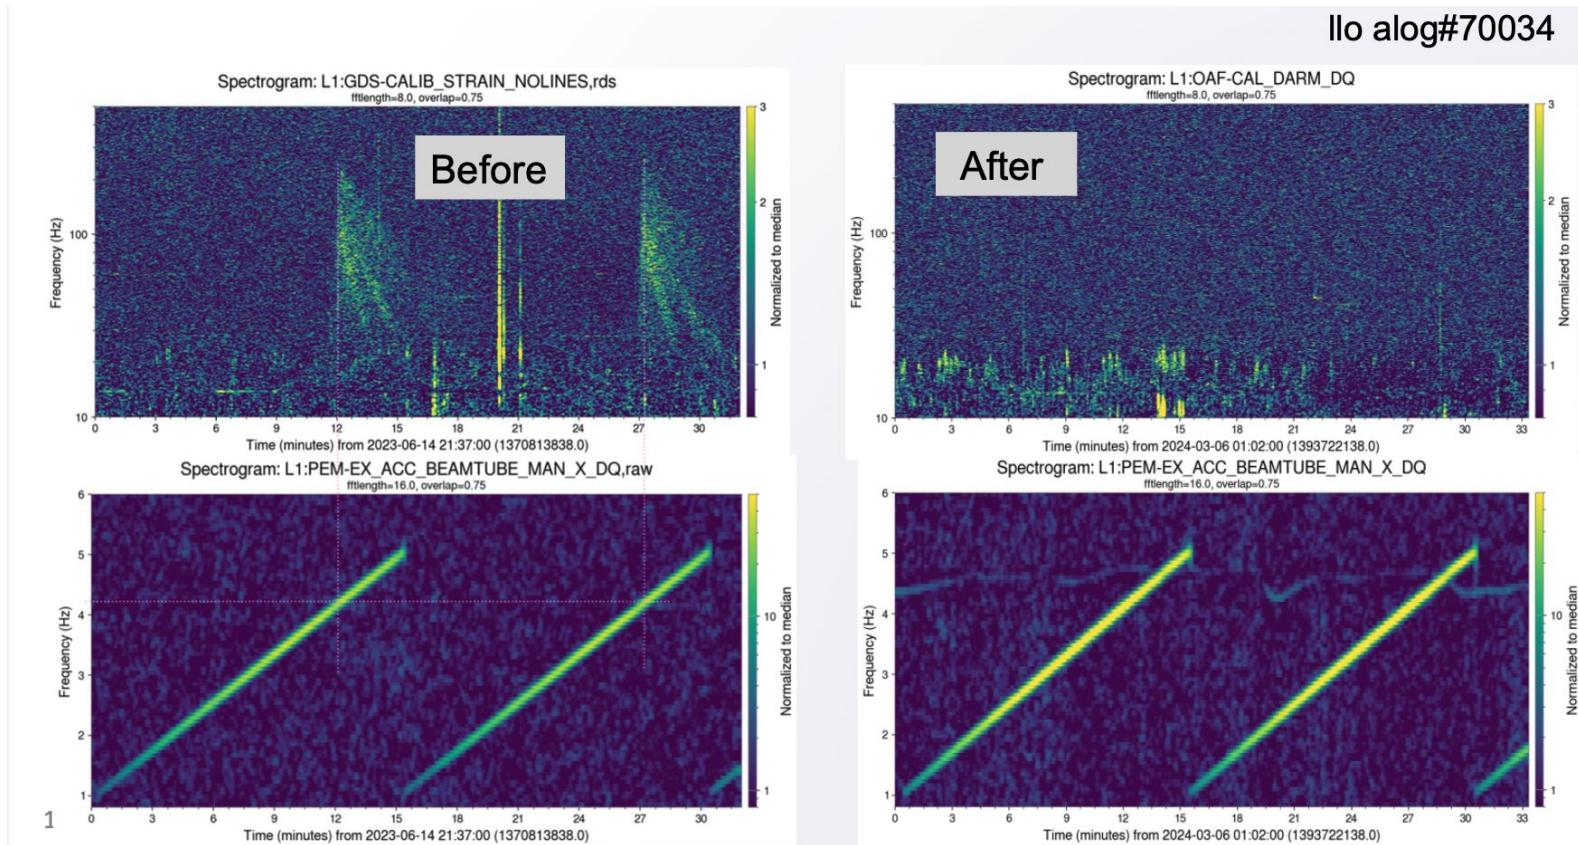 llo alog#70034
Spectrogram: L1:GDS-CALIB_STRAIN_NOLINES,rds
fftlength=8.0, overlap=0.75
Before
Frequency (Hz)
100
10
0 3 6 9 12 15 18 21 24 27 30
Time (minutes) from 2023-06-14 21:37:00 (1370813838.0)
3
2
1
Normalized to median
Spectrogram: L1:OAF-CAL_DARM_DQ
fftlength=8.0, overlap=0.75
After
Frequency (Hz)
100
10
0 3 6 9 12 15 18 21 24 27 30 33
Time (minutes) from 2024-03-06 01:02:00 (1393722138.0)
3
2
1
Normalized to median
Spectrogram: L1:PEM-EX_ACC_BEAMTUBE_MAN_X_DQ,raw
fftlength=16.0, overlap=0.75
Frequency (Hz)
6
5
4
3
2
1
0 3 6 9 12 15 18 21 24 27 30
Time (minutes) from 2023-06-14 21:37:00 (1370813838.0)
10
1
Normalized to median
Spectrogram: L1:PEM-EX_ACC_BEAMTUBE_MAN_X_DQ
fftlength=16.0, overlap=0.75
Frequency (Hz)
6
5
4
3
2
1
0 3 6 9 12 15 18 21 24 27 30 33
Time (minutes) from 2024-03-06 01:02:00 (1393722138.0)
10
1
Normalized to median
1